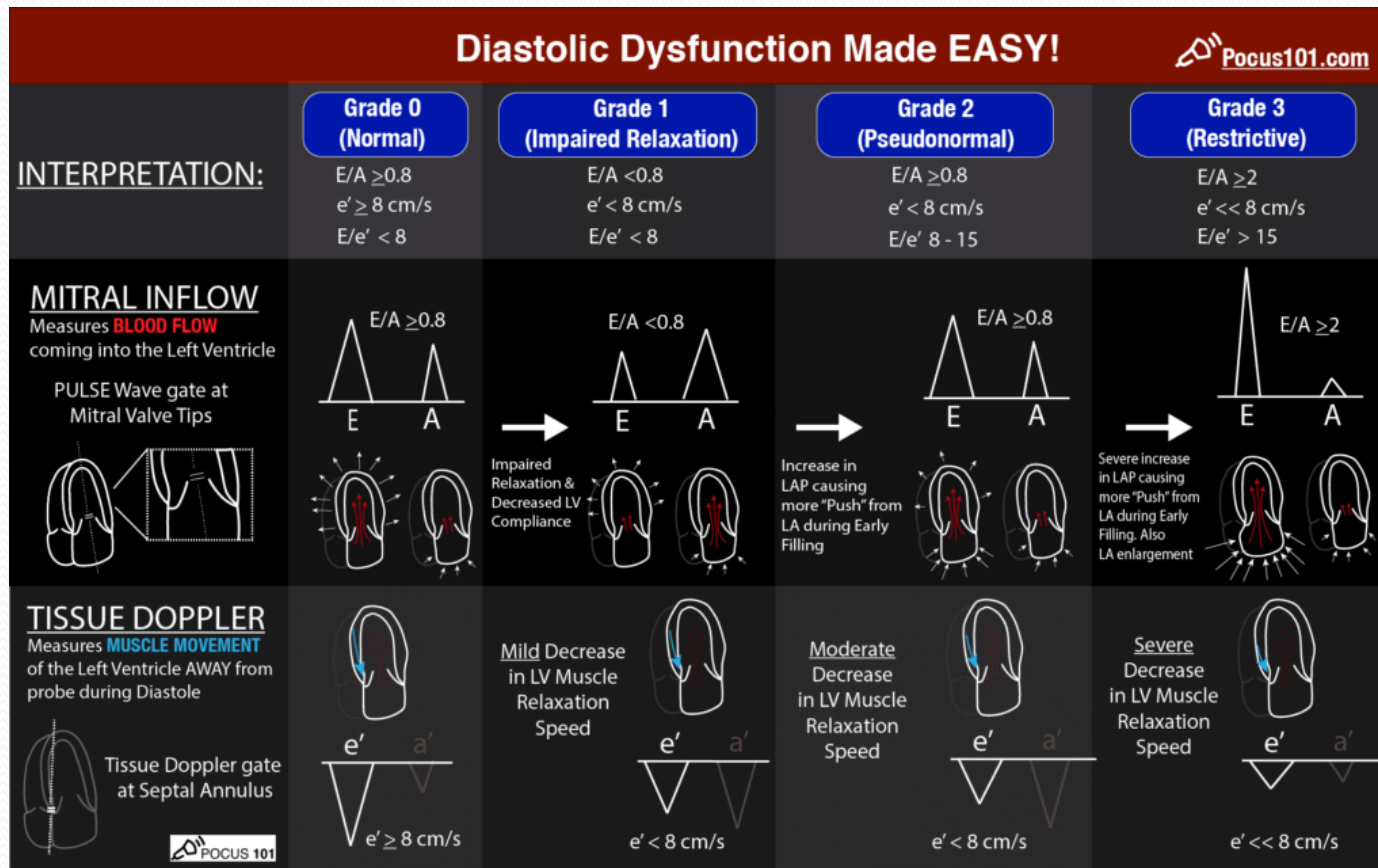 Diastolic Dysfunction Made EASY!
Pocus101.com
INTERPRETATION:
Grade 0
(Normal)
E/A ≥0.8
e' ≥ 8 cm/s
E/e' < 8
Grade 1
(Impaired Relaxation)
E/A <0.8
e' < 8 cm/s
E/e' < 8
Grade 2
(Pseudonormal)
E/A ≥0.8
e' < 8 cm/s
E/e' 8 - 15
Grade 3
(Restrictive)
E/A ≥2
e' << 8 cm/s
E/e' > 15
MITRAL INFLOW
Measures BLOOD FLOW
coming into the Left Ventricle
PULSE Wave gate at
Mitral Valve Tips
E/A ≥0.8
E A
E/A <0.8
E A
Impaired
Relaxation &
Decreased LV
Compliance
E/A ≥0.8
E A
Increase in
LAP causing
more "Push" from
LA during Early
Filling
E/A ≥2
E A
Severe increase
in LAP causing
more "Push" from
LA during Early
Filling. Also
LA enlargement
TISSUE DOPPLER
Measures MUSCLE MOVEMENT
of the Left Ventricle AWAY from
probe during Diastole
Tissue Doppler gate
at Septal Annulus
POCUS 101
e' a'
e' ≥ 8 cm/s
Mild Decrease
in LV Muscle
Relaxation
Speed
e' a'
e' < 8 cm/s
Moderate
Decrease
in LV Muscle
Relaxation
Speed
e' a'
e' < 8 cm/s
Severe
Decrease
in LV Muscle
Relaxation
Speed
e' a'
e' << 8 cm/s